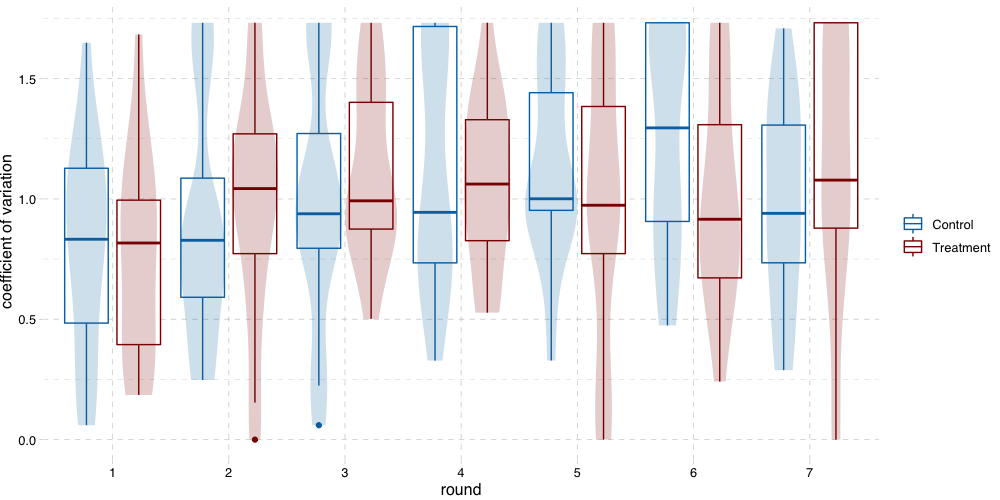 coefficient of variation
1.5
1.0
0.5
0.0
1 2 3 4 5 6 7
round
Control
Treatment